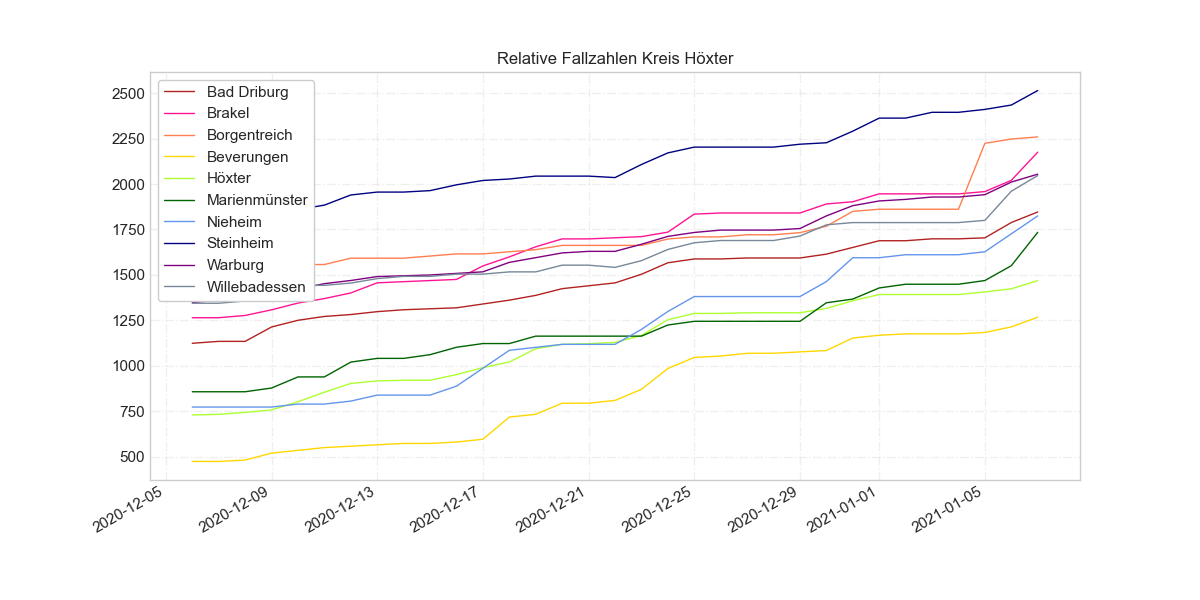 Relative Fallzahlen Kreis Höxter
2500
2250
2000
1750
1500
1250
1000
750
500
Bad Driburg
Brakel
Borgentreich
Beverungen
Höxter
Marienmünster
Nieheim
Steinheim
Warburg
Willebadessen
2020-12-05
2020-12-09
2020-12-13
2020-12-17
2020-12-21
2020-12-25
2020-12-29
2021-01-01
2021-01-05